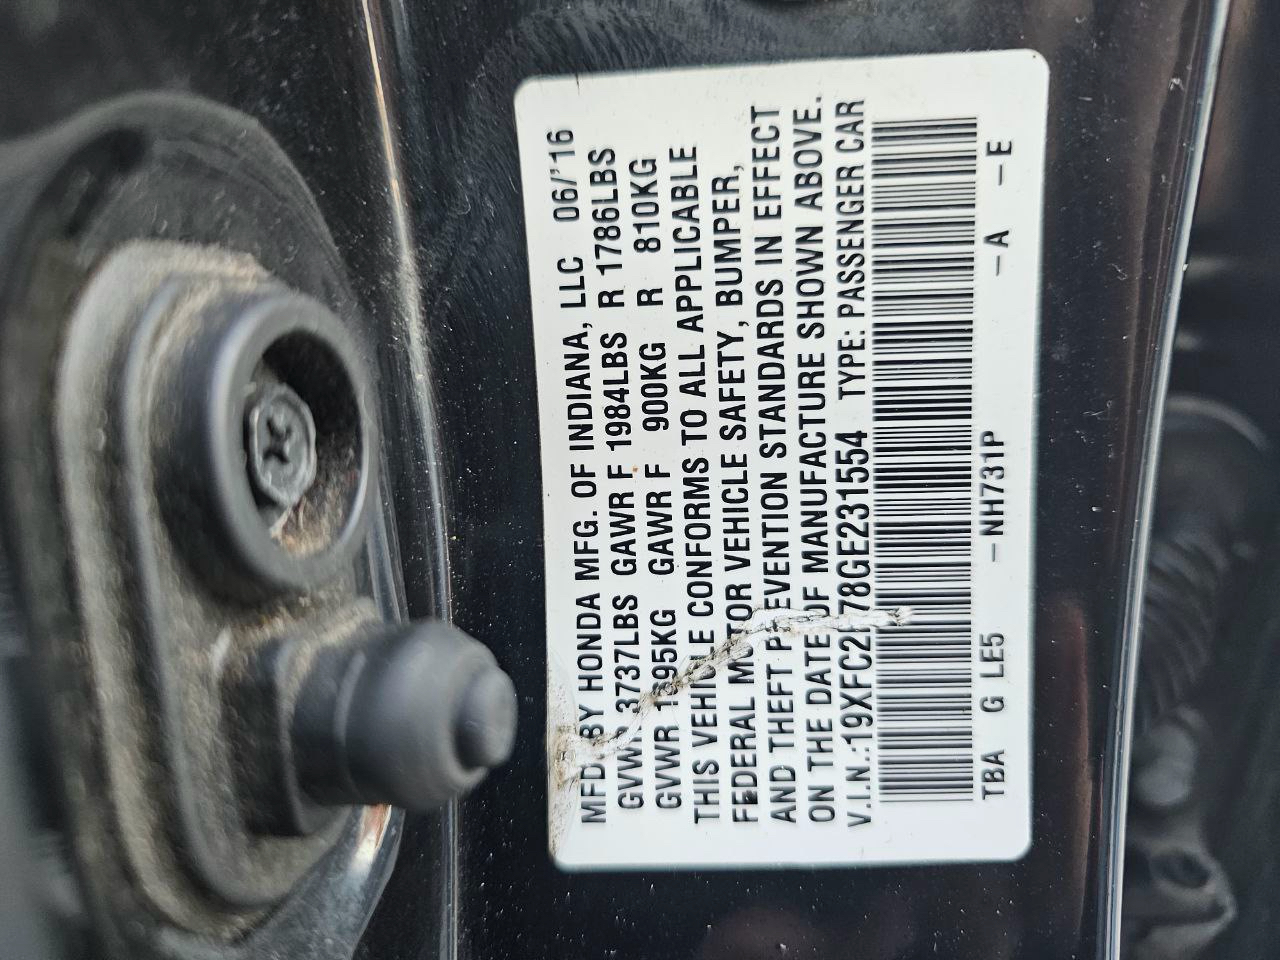 MFD. BY HONDA MFG. OF INDIANA, LLC 06/'16
GVWR 3737LBS GAWR F 1984LBS R 1786LBS
GVWR 1695KG GAWR F 900KG R 810KG
THIS VEHICLE CONFORMS TO ALL APPLICABLE
FEDERAL MOTOR VEHICLE SAFETY, BUMPER,
AND THEFT PREVENTION STANDARDS IN EFFECT
ON THE DATE OF MANUFACTURE SHOWN ABOVE.
V.I.N.:19XFC2F78GE231554 TYPE: PASSENGER CAR
TBA G LE5 –NH731P –A –E